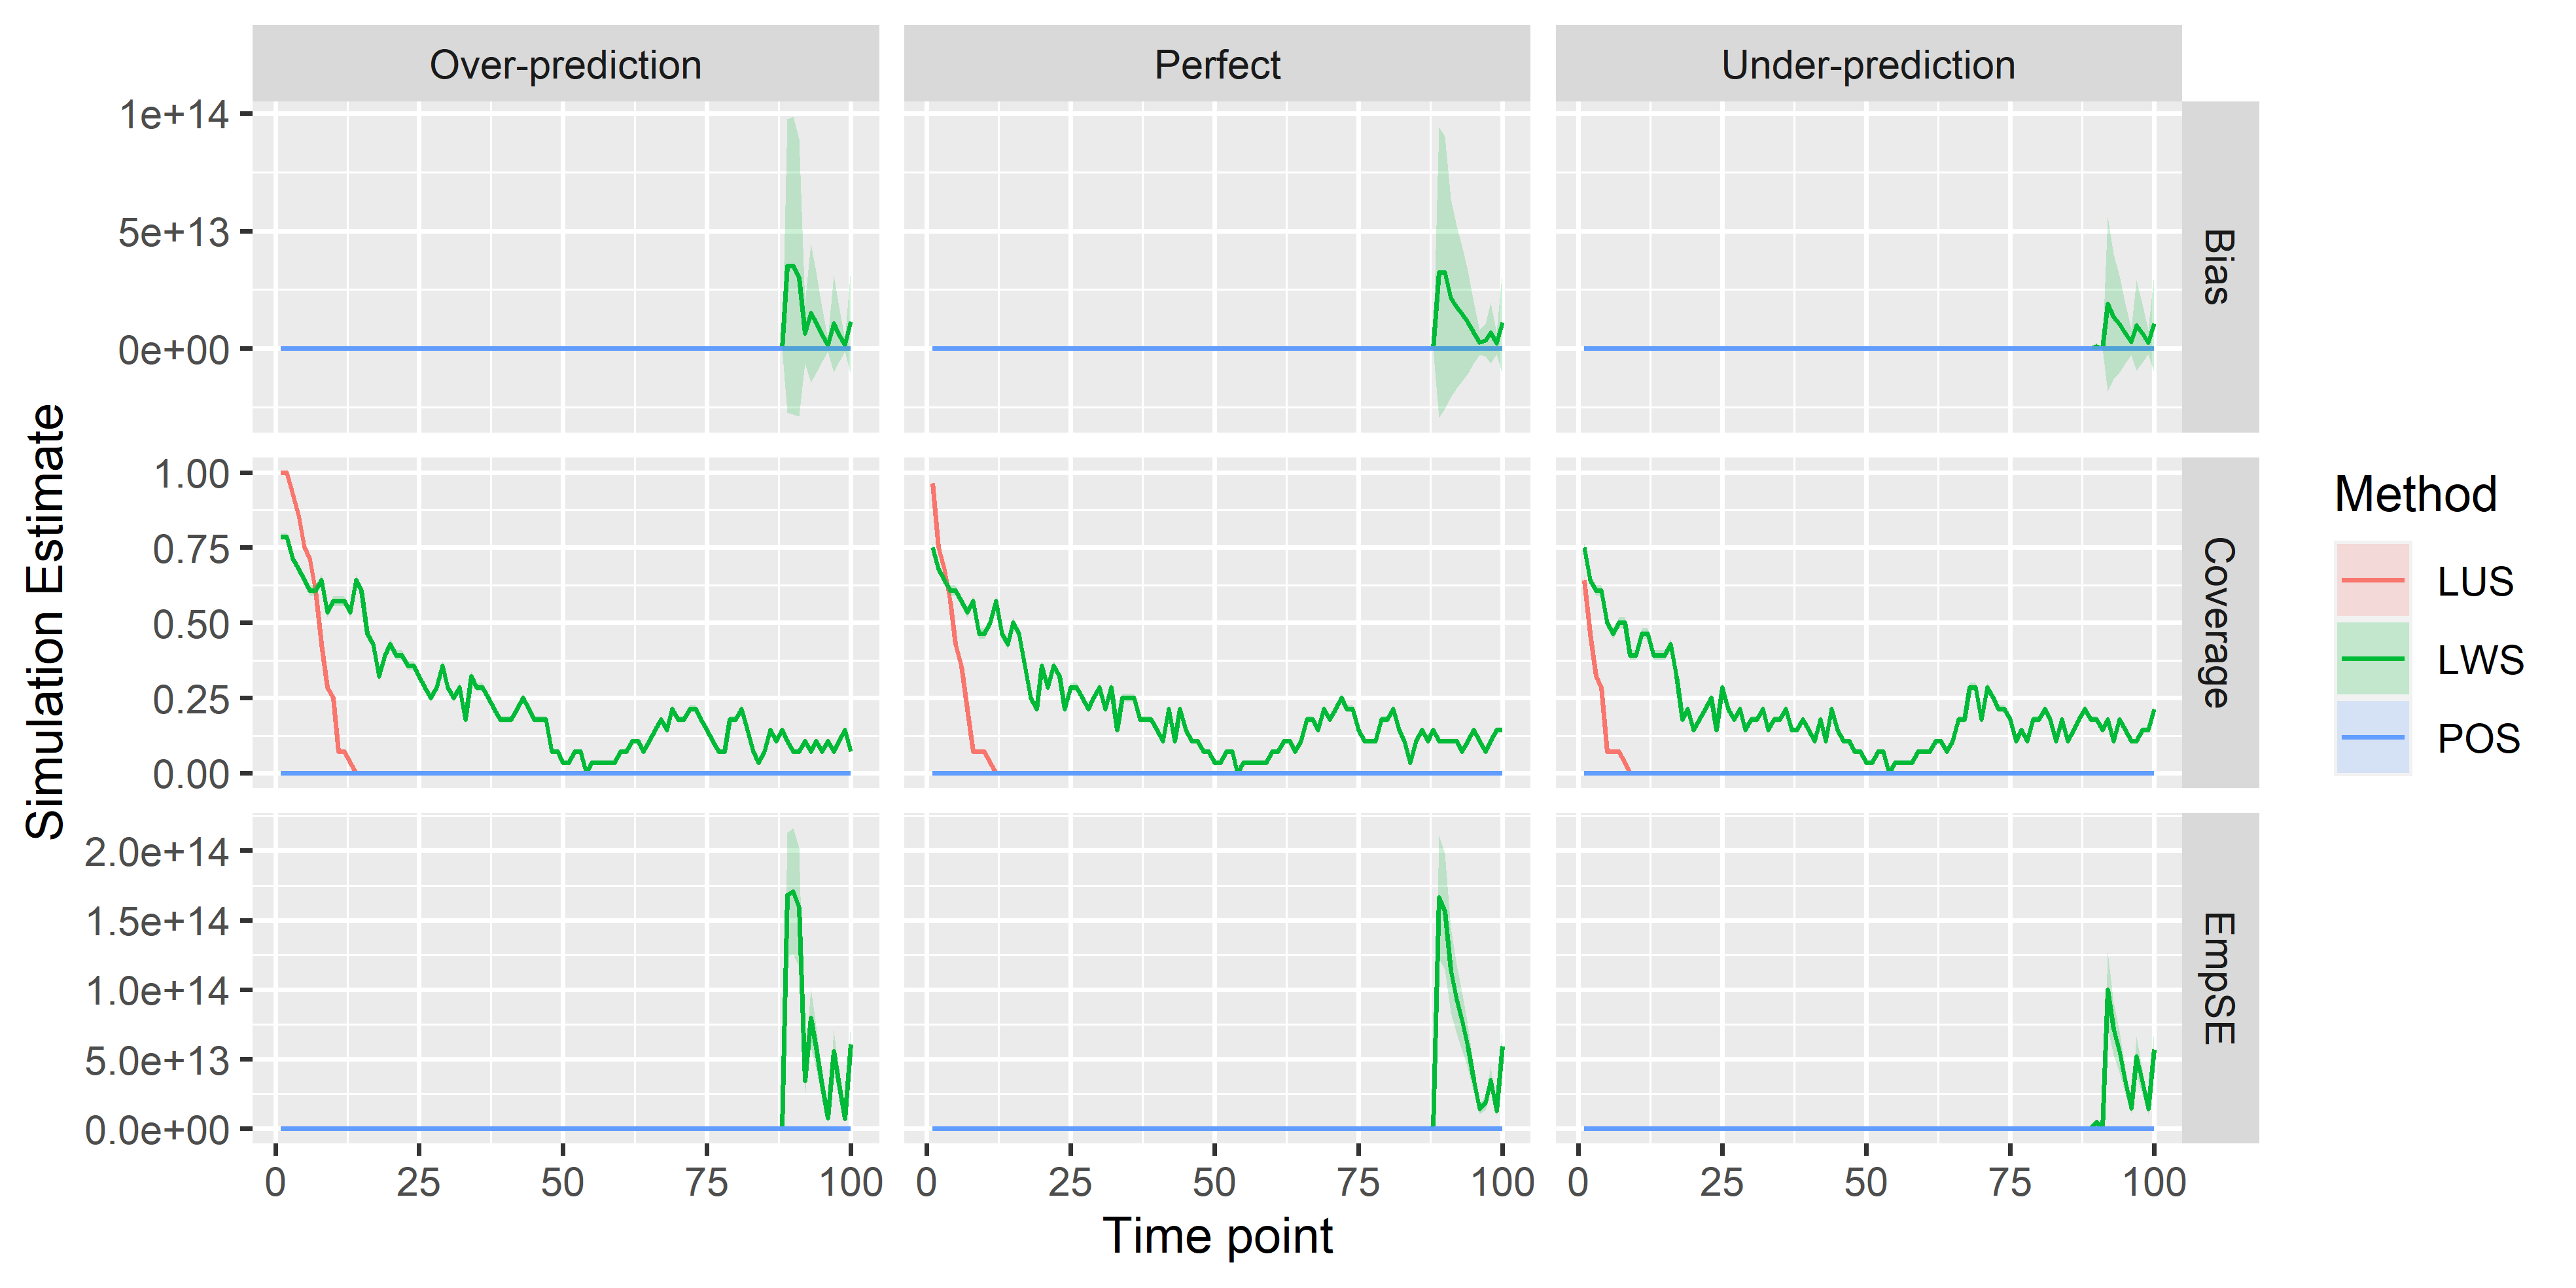 Over-prediction
Perfect
Under-prediction
1e+14
5e+13
0e+00
Bias
1.00
0.75
0.50
0.25
0.00
Coverage
2.0e+14
1.5e+14
1.0e+14
5.0e+13
0.0e+00
EmpSE
0 25 50 75 100
0 25 50 75 100
0 25 50 75 100
Time point
Simulation Estimate
Method
LUS
LWS
POS